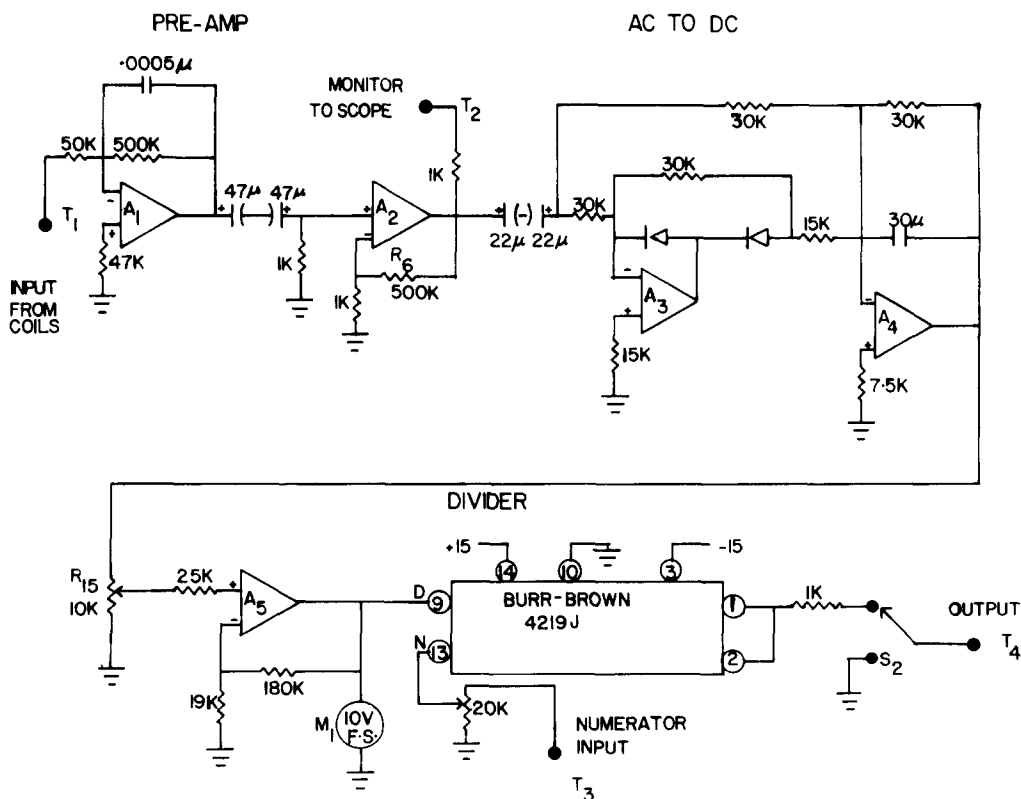 PRE-AMP
AC TO DC
.0005μ
MONITOR
TO SCOPE
T2
30K
30K
50K
500K
1K
30K
47μ
47μ
30K
15K
30μ
A1
A2
T1
22μ
22μ
R6
500K
47K
1K
1K
A3
A4
INPUT
FROM
COILS
15K
7.5K
DIVIDER
+15
-15
14
10
3
R15
10K
25K
A5
D
9
BURR-BROWN
4219J
1
1K
OUTPUT
T4
N
13
2
S2
19K
180K
M1
10V
F.S.
20K
NUMERATOR
INPUT
T3